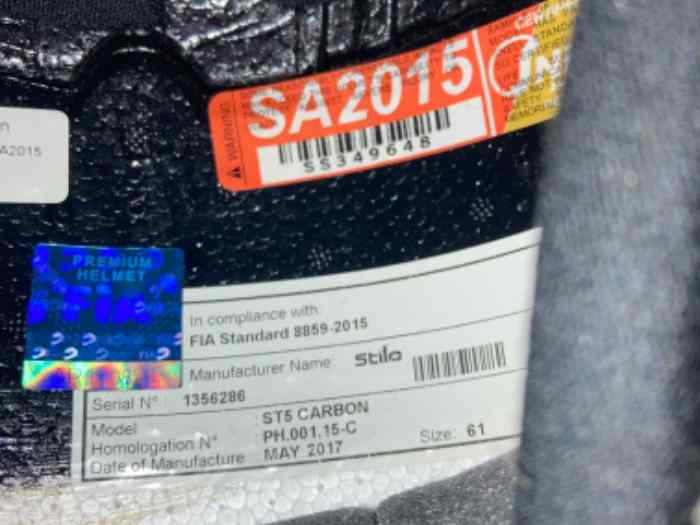 SA2015
WARNING
SS349648
A2015
PREMIUM
HELMET
FIA
In compliance with
FIA Standard 8859-2015
Manufacturer Name: Stilo
Serial N° : 1356286
Model : ST5 CARBON
Homologation N° : PH.001.15-C
Date of Manufacture : MAY 2017
Size: 61